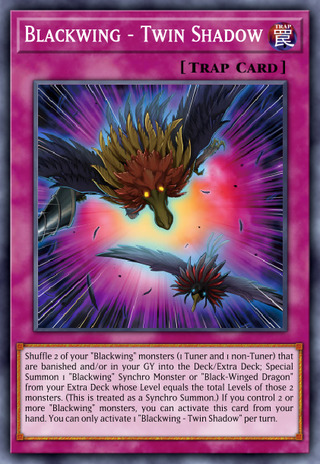 Blackwing - Twin Shadow
TRAP
罠
[Trap Card]
Shuffle 2 of your "Blackwing" monsters (1 Tuner and 1 non-Tuner) that
are banished and/or in your GY into the Deck/Extra Deck; Special
Summon 1 "Blackwing" Synchro Monster or "Black-Winged Dragon"
from your Extra Deck whose Level equals the total Levels of those 2
monsters. (This is treated as a Synchro Summon.) If you control 2 or
more "Blackwing" monsters, you can activate this card from your
hand. You can only activate 1 "Blackwing - Twin Shadow" per turn.